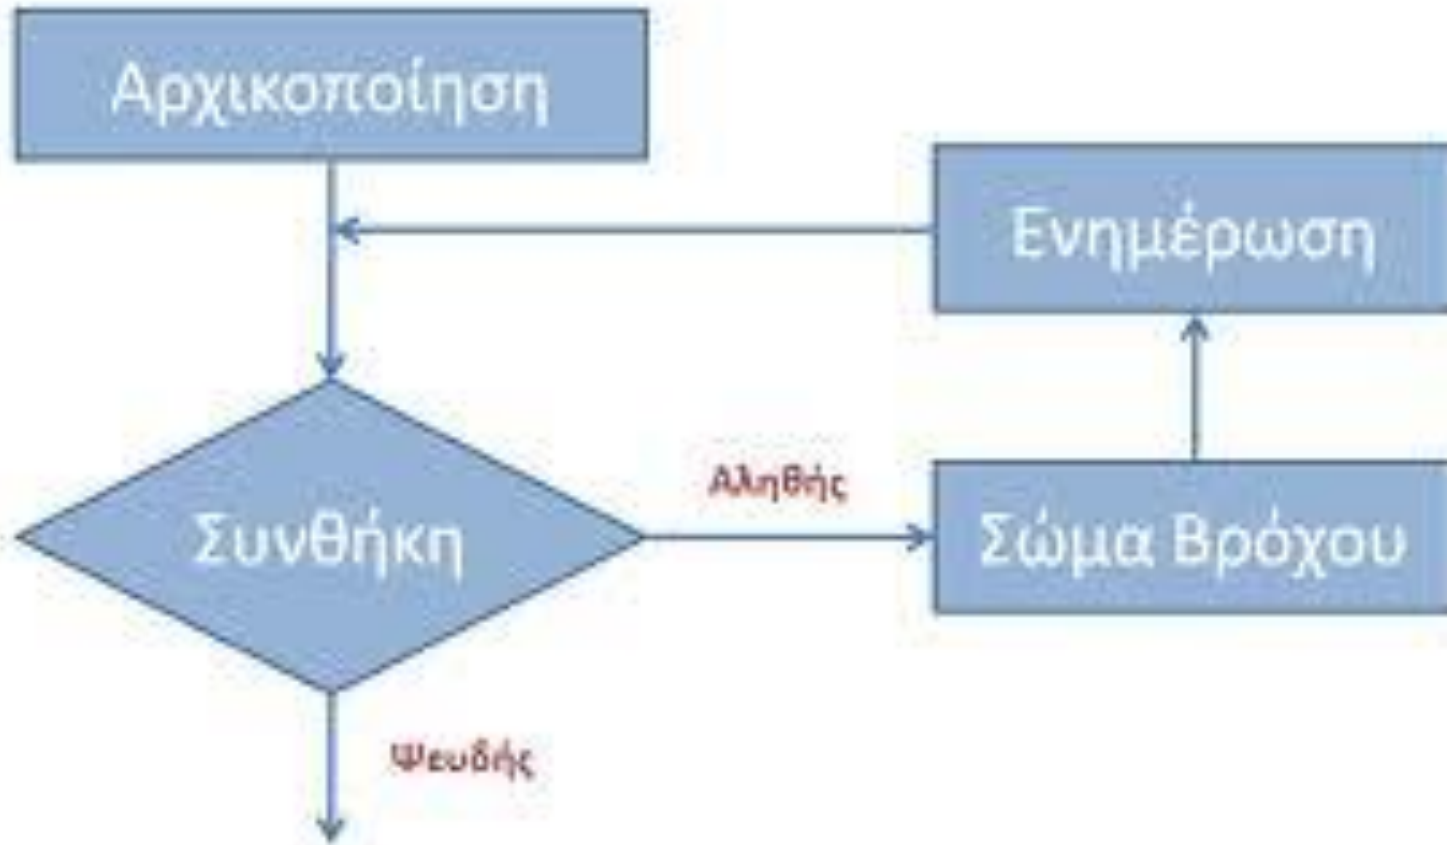 Αρχικοποίηση
Ενημέρωση
Αληθής
Συνθήκη
Σώμα Βρόχου
Ψευδής